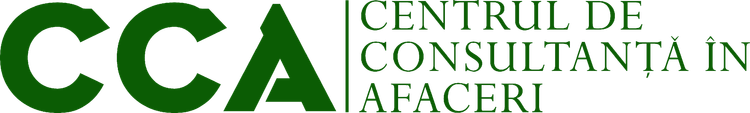 CCA
CENTRUL DE
CONSULTANȚĂ ÎN
AFACERI